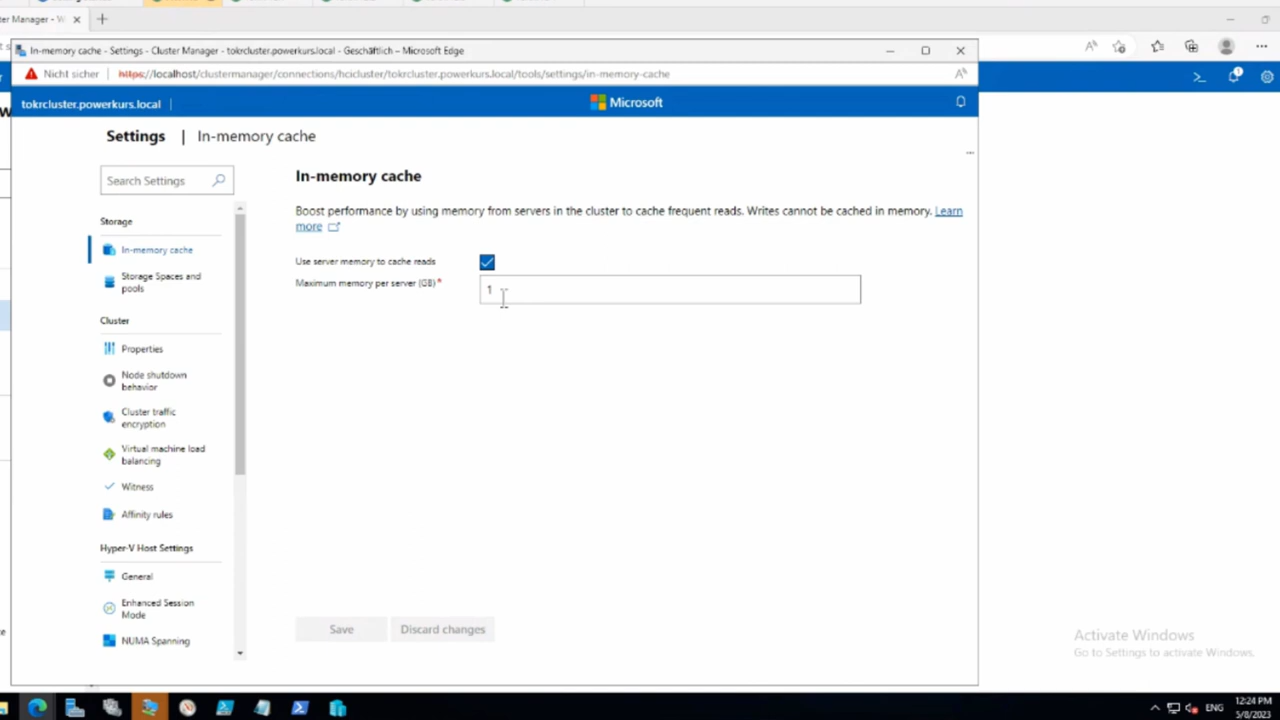 ter Manager - W
In-memory cache - Settings - Cluster Manager - tokrcluster.powerkurs.local - Geschäftlich – Microsoft Edge
Nicht sicher | https://localhost/clustermanager/connections/hcicluster/tokrcluster.powerkurs.local/tools/settings/in-memory-cache
tokrcluster.powerkurs.local
Microsoft
1
Settings | In-memory cache
Search Settings
Storage
In-memory cache
Storage Spaces and
pools
Cluster
Properties
Node shutdown
behavior
Cluster traffic
encryption
Virtual machine load
balancing
Witness
Affinity rules
Hyper-V Host Settings
General
Enhanced Session
Mode
NUMA Spanning
In-memory cache
Boost performance by using memory from servers in the cluster to cache frequent reads. Writes cannot be cached in memory. Learn
more
Use server memory to cache reads
Maximum memory per server (GB) *
1
Save
Discard changes
Activate Windows
Go to Settings to activate Windows.
ENG
12:24 PM
5/8/2023